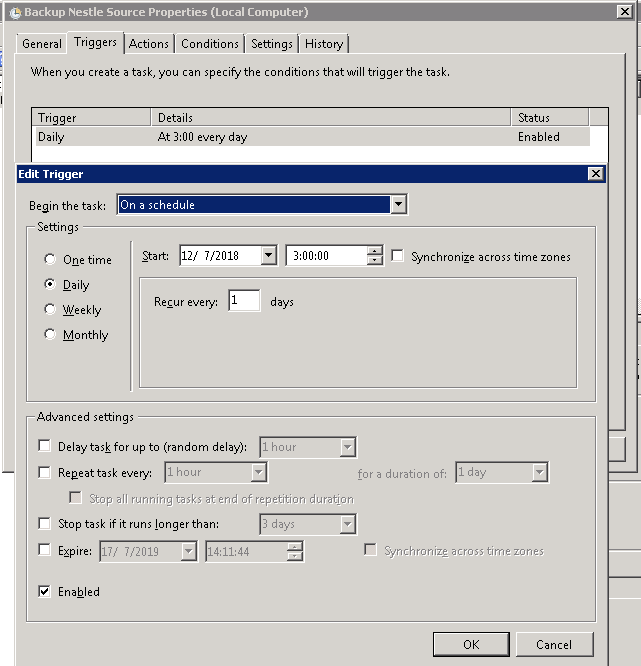 Backup Nestle Source Properties (Local Computer)
General Triggers Actions Conditions Settings History
When you create a task, you can specify the conditions that will trigger the task.
Trigger Details Status
Daily At 3:00 every day Enabled
Edit Trigger
Begin the task: On a schedule
Settings
One time
Start: 12/ 7/2018 3:00:00 Synchronize across time zones
Daily
Recur every: 1 days
Weekly
Monthly
Advanced settings
Delay task for up to (random delay): 1 hour
Repeat task every: 1 hour for a duration of: 1 day
Stop all running tasks at end of repetition duration
Stop task if it runs longer than: 3 days
Expire: 17/ 7/2019 14:11:44 Synchronize across time zones
Enabled
OK Cancel